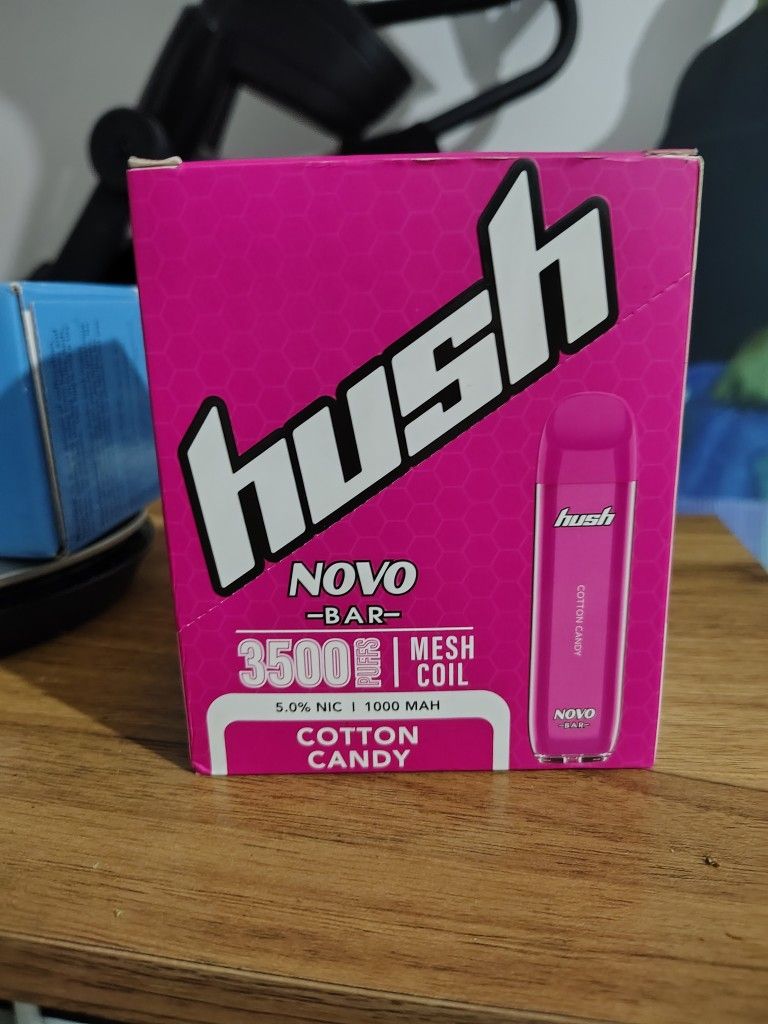 hush
NOVO
-BAR-
3500 PUFFS | MESH COIL
5.0% NIC | 1000 MAH
COTTON
CANDY
hush
COTTON CANDY
NOVO
-BAR-